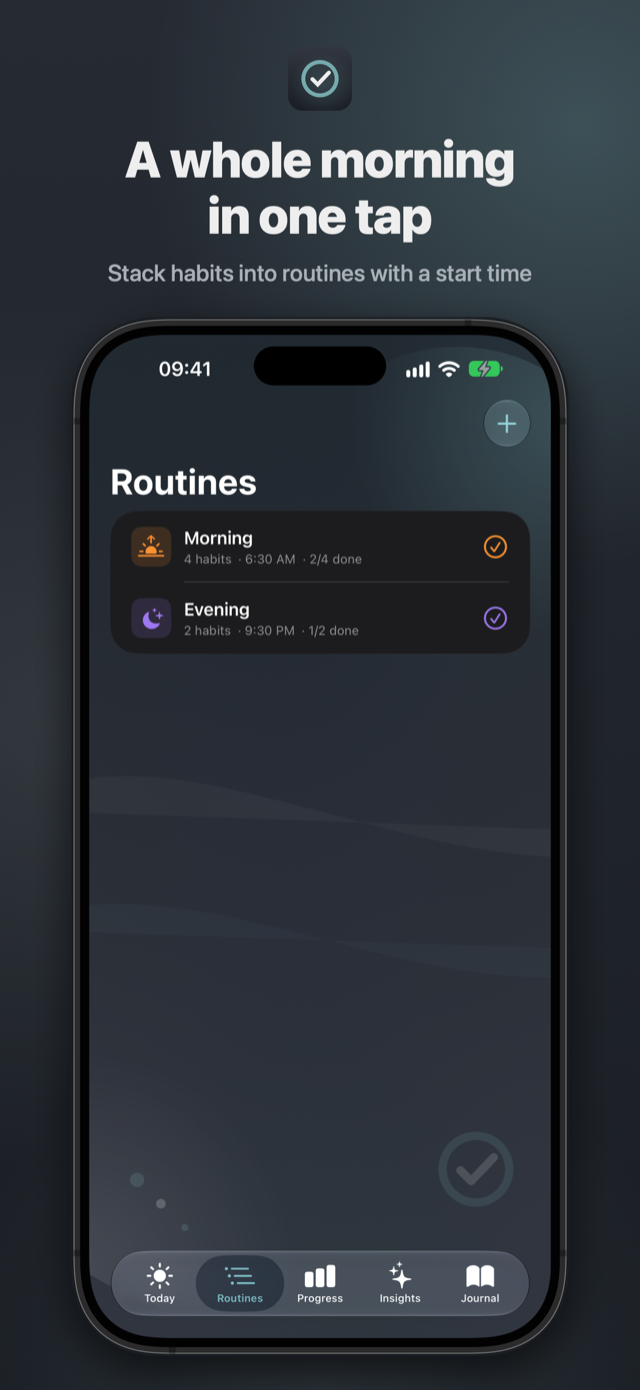 A whole morning
in one tap
Stack habits into routines with a start time
09:41
Routines
Morning
4 habits · 6:30 AM · 2/4 done
Evening
2 habits · 9:30 PM · 1/2 done
Today
Routines
Progress
Insights
Journal